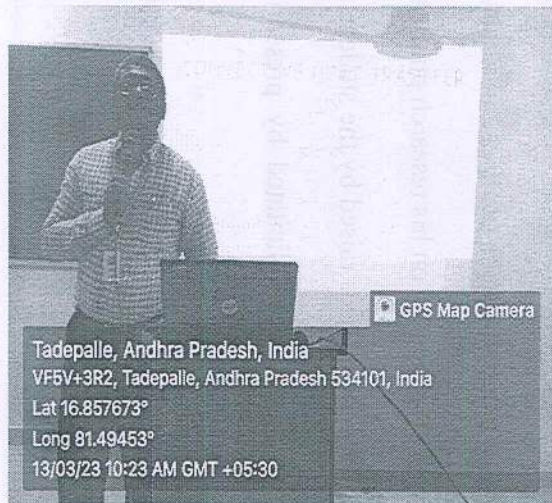 GPS Map Camera
Tadepalle, Andhra Pradesh, India
VF5V+3R2, Tadepalle, Andhra Pradesh 534101, India
Lat 16.857673°
Long 81.49453°
13/03/23 10:23 AM GMT +05:30